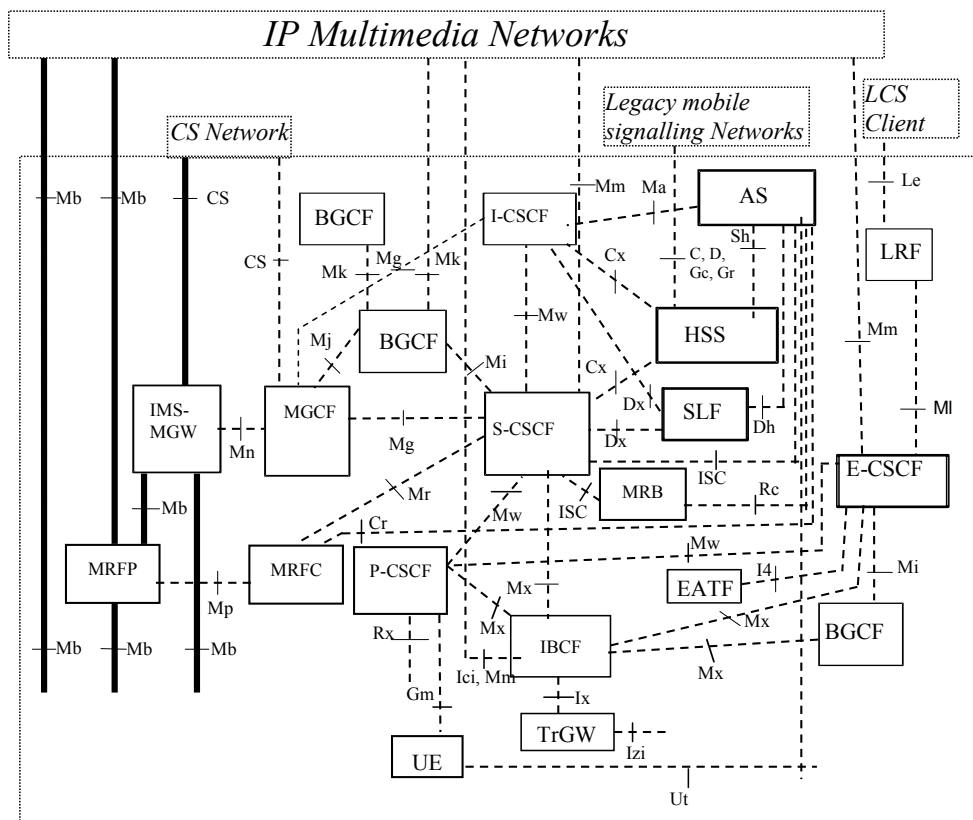 IP Multimedia Networks
CS Network
Legacy mobile
signalling Networks
LCS
Client
Mb
Mb
CS
Mm
Ma
AS
Le
BGCF
I-CSCF
Sh
LRF
CS
Mk
Mg
Mk
Cx
C, D,
Gc, Gr
Mw
HSS
Mm
Mj
BGCF
Mi
Cx
IMS-
MGW
MGCF
S-CSCF
Dx
SLF
Ml
Mn
Mg
Dx
Dh
E-CSCF
Mr
ISC
MRB
ISC
Rc
Mb
Mw
Cr
MRFP
MRFC
P-CSCF
Mw
Mp
EATF
I4
Mi
Rx
Mx
Mx
BGCF
Mb
Mb
Mb
IBCF
Mx
Ici, Mm
Gm
Ix
TrGW
Izi
UE
Ut